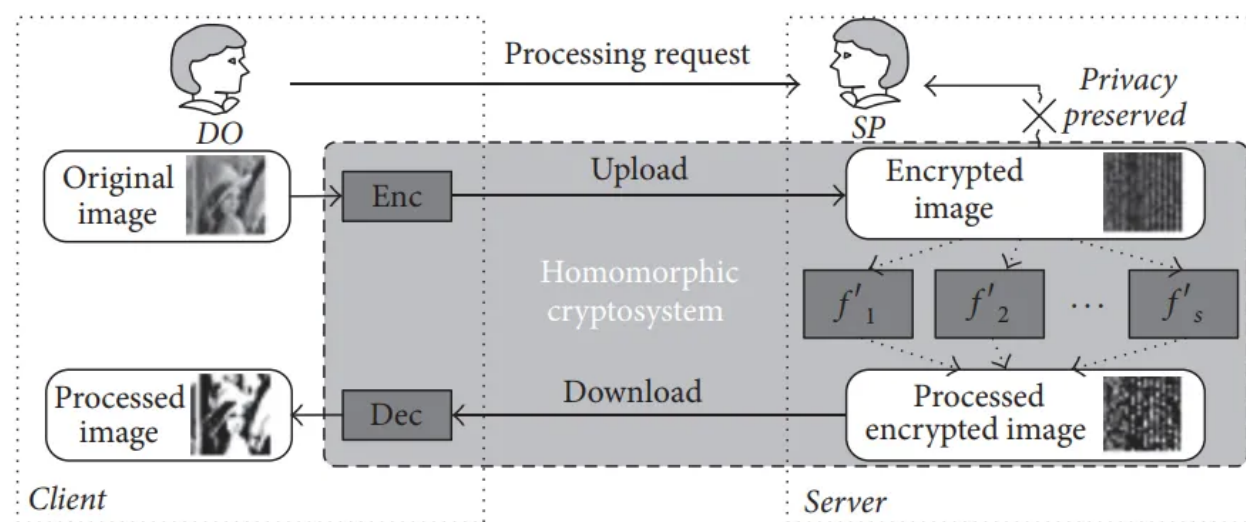 Processing request
DO
SP
Privacy
preserved
Original
image
Enc
Upload
Encrypted
image
Homomorphic
cryptosystem
f′1
f′2
...
f′s
Processed
image
Dec
Download
Processed
encrypted image
Client
Server